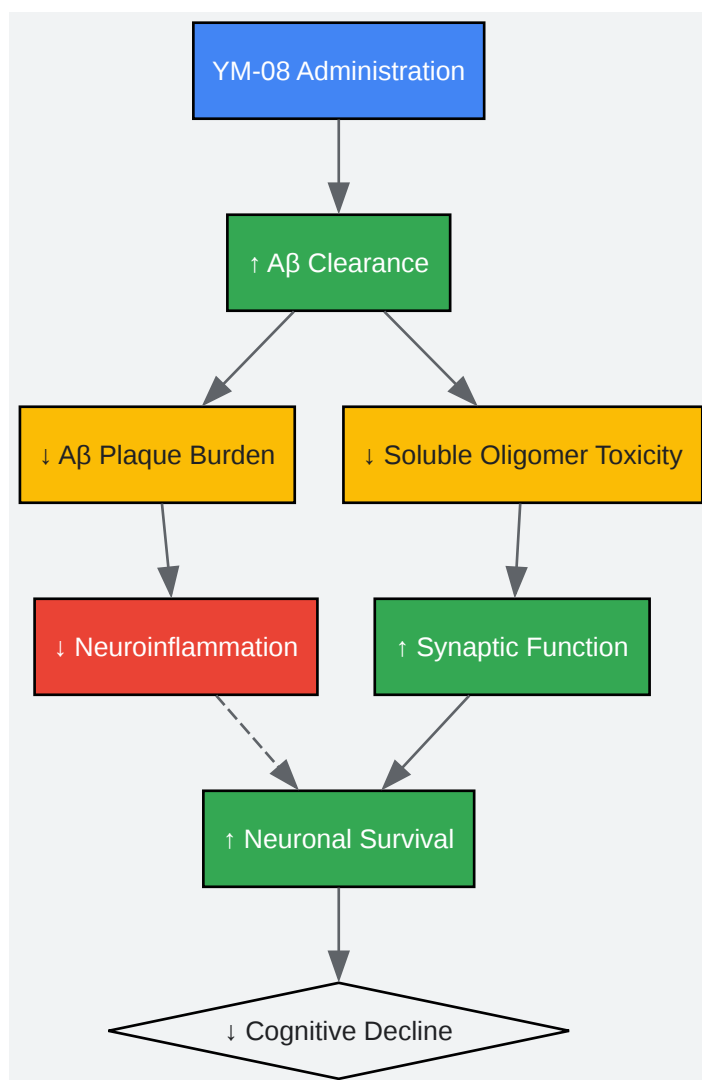 YM-08 Administration
↑ Aβ Clearance
↓ Aβ Plaque Burden
↓ Soluble Oligomer Toxicity
↓ Neuroinflammation
↑ Synaptic Function
↑ Neuronal Survival
↓ Cognitive Decline